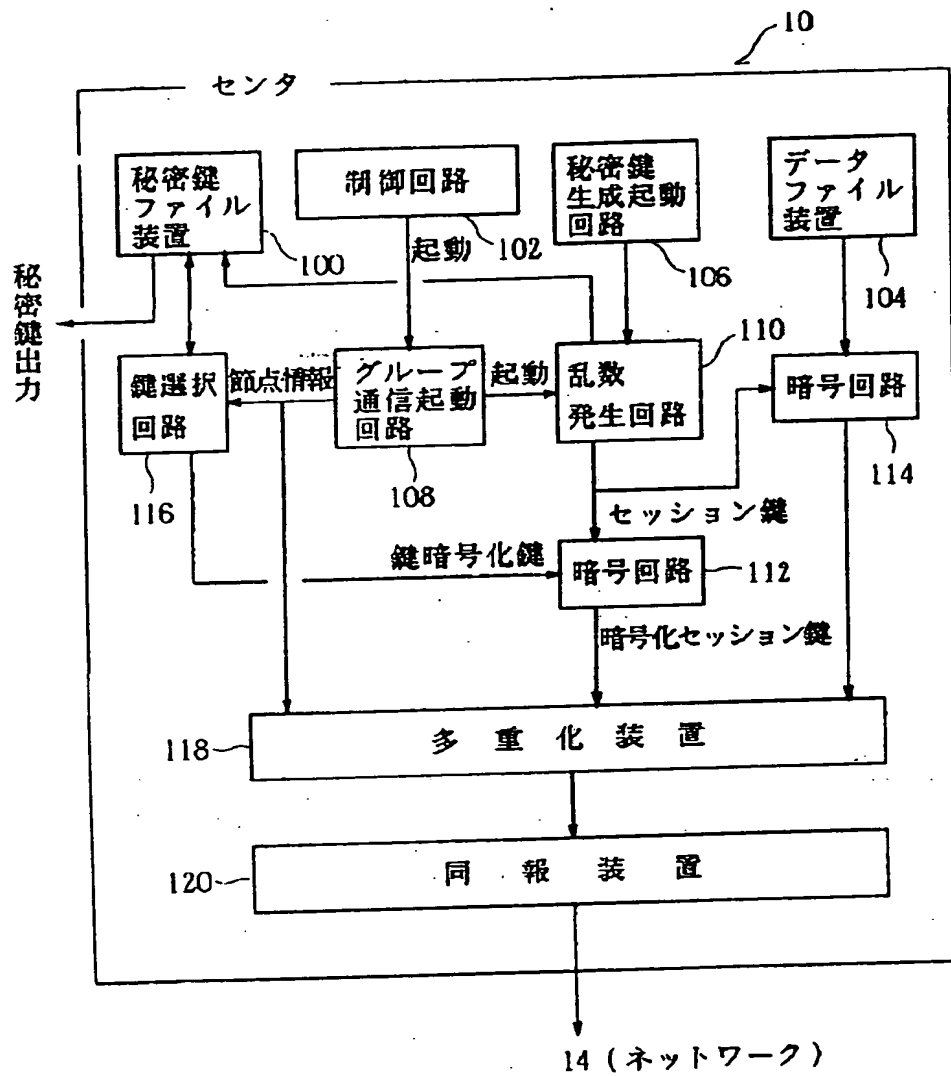 10
センタ
秘密鍵
ファイル
装置
100
制御回路
102
起動
秘密鍵
生成起動
回路
106
データ
ファイル
装置
104
秘密鍵出力
鍵選択
回路
116
節点情報
グループ
通信起動
回路
108
起動
乱数
発生回路
110
暗号回路
114
セッション鍵
鍵暗号化鍵
暗号回路
112
暗号化セッション鍵
118
多重化装置
120
同報装置
14(ネットワーク)